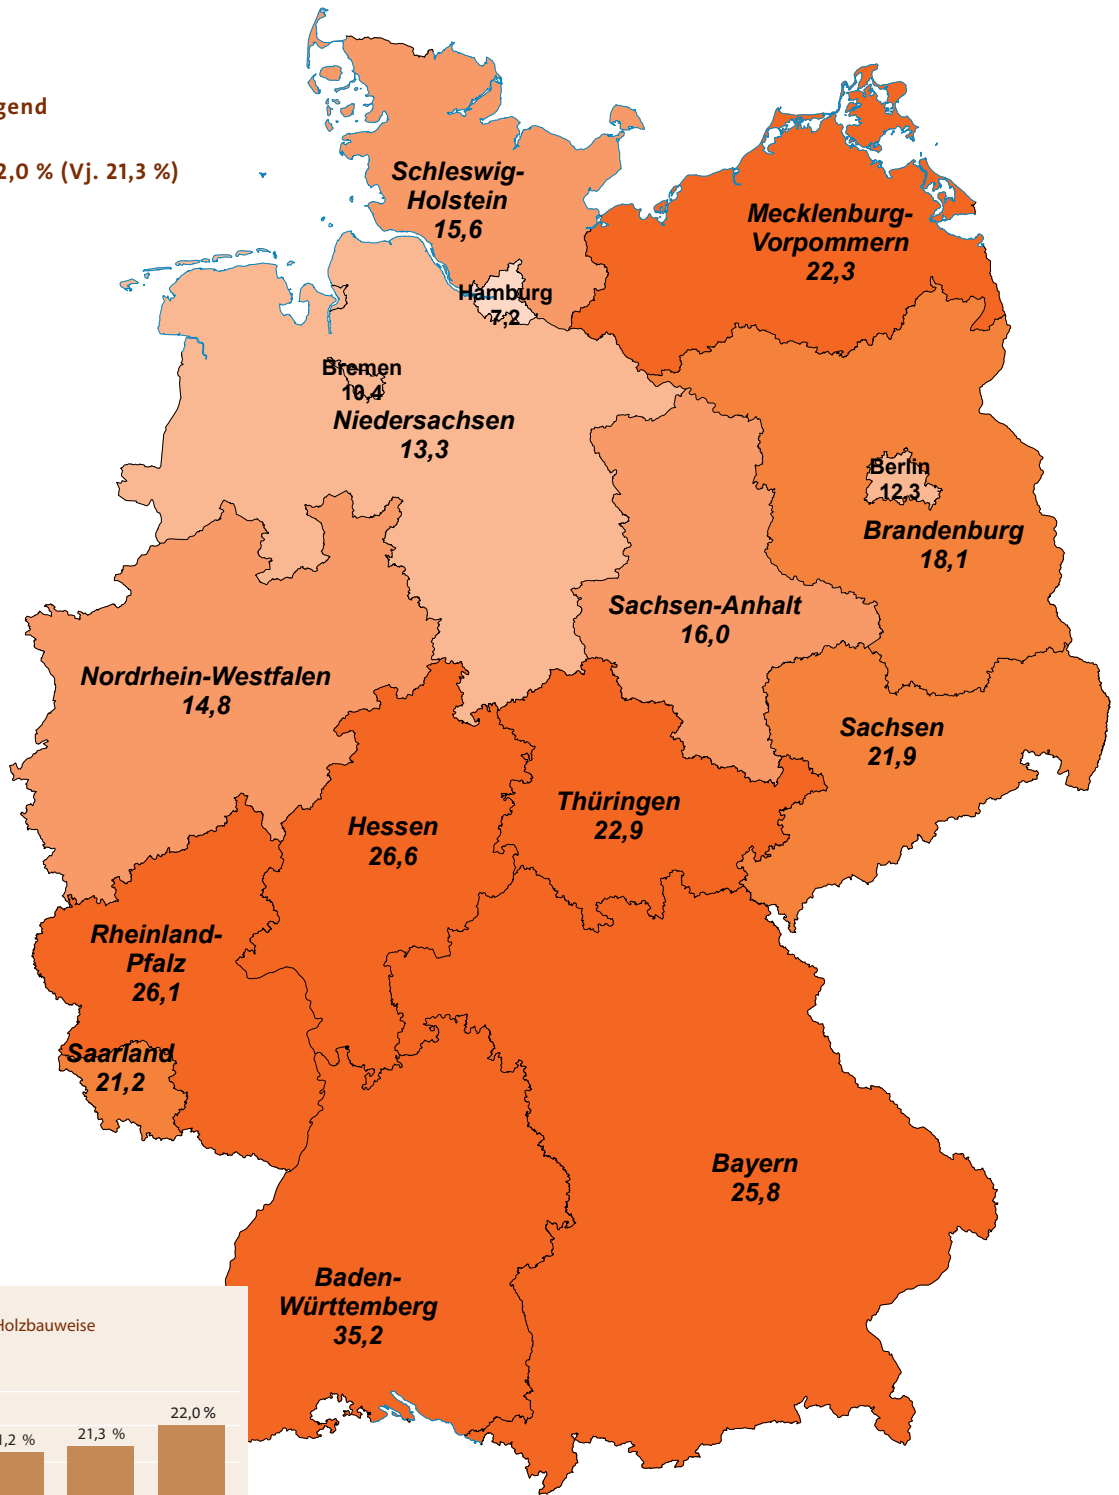 gend
2,0 % (Vj. 21,3 %)
Schleswig-
Holstein
15,6
Mecklenburg-
Vorpommern
22,3
Hamburg
7,2
Bremen
10,4
Niedersachsen
13,3
Berlin
12,3
Brandenburg
18,1
Sachsen-Anhalt
16,0
Nordrhein-Westfalen
14,8
Sachsen
21,9
Thüringen
22,9
Hessen
26,6
Rheinland-
Pfalz
26,1
Saarland
21,2
Bayern
25,8
Baden-
Württemberg
35,2
Holzbauweise
1,2 %
21,3 %
22,0 %